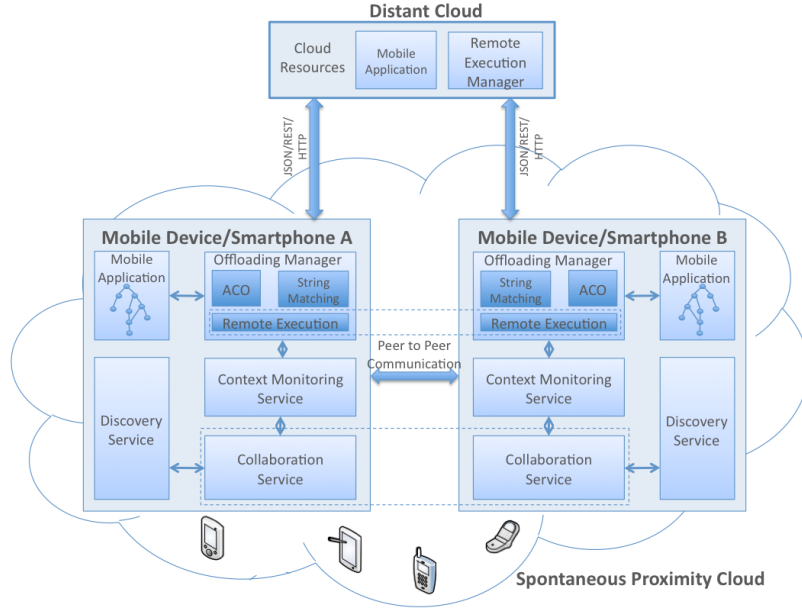 Distant Cloud
Cloud
Resources
Mobile
Application
Remote
Execution
Manager
JSON/REST/
HTTP
JSON/REST/
HTTP
Mobile Device/Smartphone A
Mobile
Application
Offloading Manager
ACO
String
Matching
Remote Execution
Context Monitoring
Service
Discovery
Service
Collaboration
Service
Peer to Peer
Communication
Mobile Device/Smartphone B
Offloading Manager
String
Matching
ACO
Remote Execution
Mobile
Application
Context Monitoring
Service
Discovery
Service
Collaboration
Service
Spontaneous Proximity Cloud